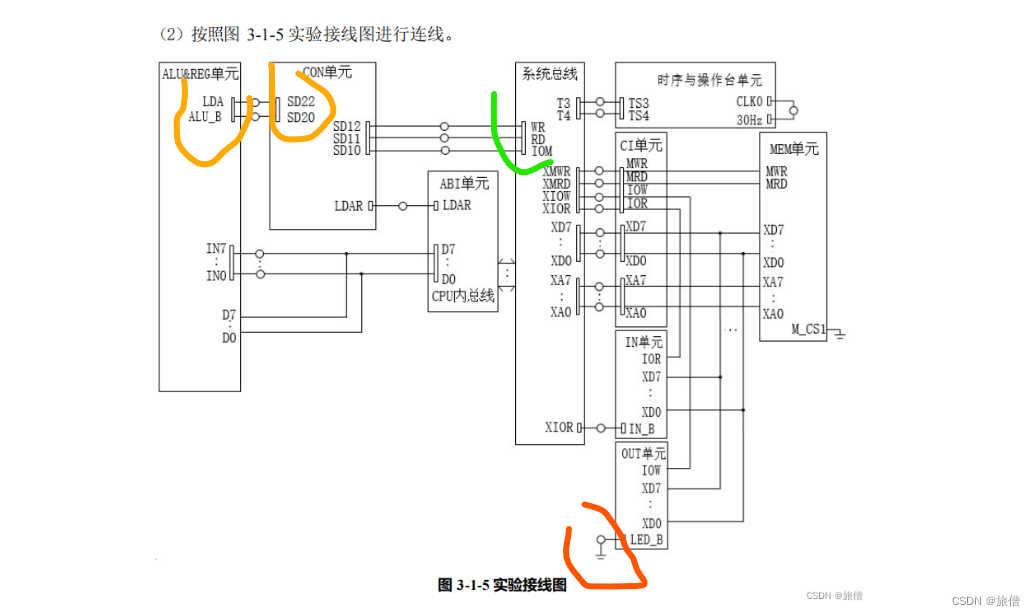 （2）按照图 3-1-5 实验接线图进行连线。
ALU&REG单元
LDA
ALU_B
IN7
⋮
IN0
D7
⋮
D0
CON单元
SD22
SD20
SD12
SD11
SD10
LDAR
ABI单元
LDAR
D7
⋮
D0
CPU内总线
系统总线
T3
T4
WR
RD
IOM
XMWR
XMRD
XIOW
XIOR
XD7
⋮
XD0
XA7
⋮
XA0
XIOR
时序与操作台单元
TS3
TS4
CLK0
30Hz
CI单元
MWR
MRD
IOW
IOR
XD7
XD0
XA7
XA0
MEM单元
MWR
MRD
XD7
⋮
XD0
XA7
⋮
XA0
M_CS1
IN单元
IOR
XD7
⋮
XD0
IN_B
OUT单元
IOW
XD7
⋮
XD0
LED_B
图 3-1-5 实验接线图
CSDN @旅僧
CSDN @旅僧